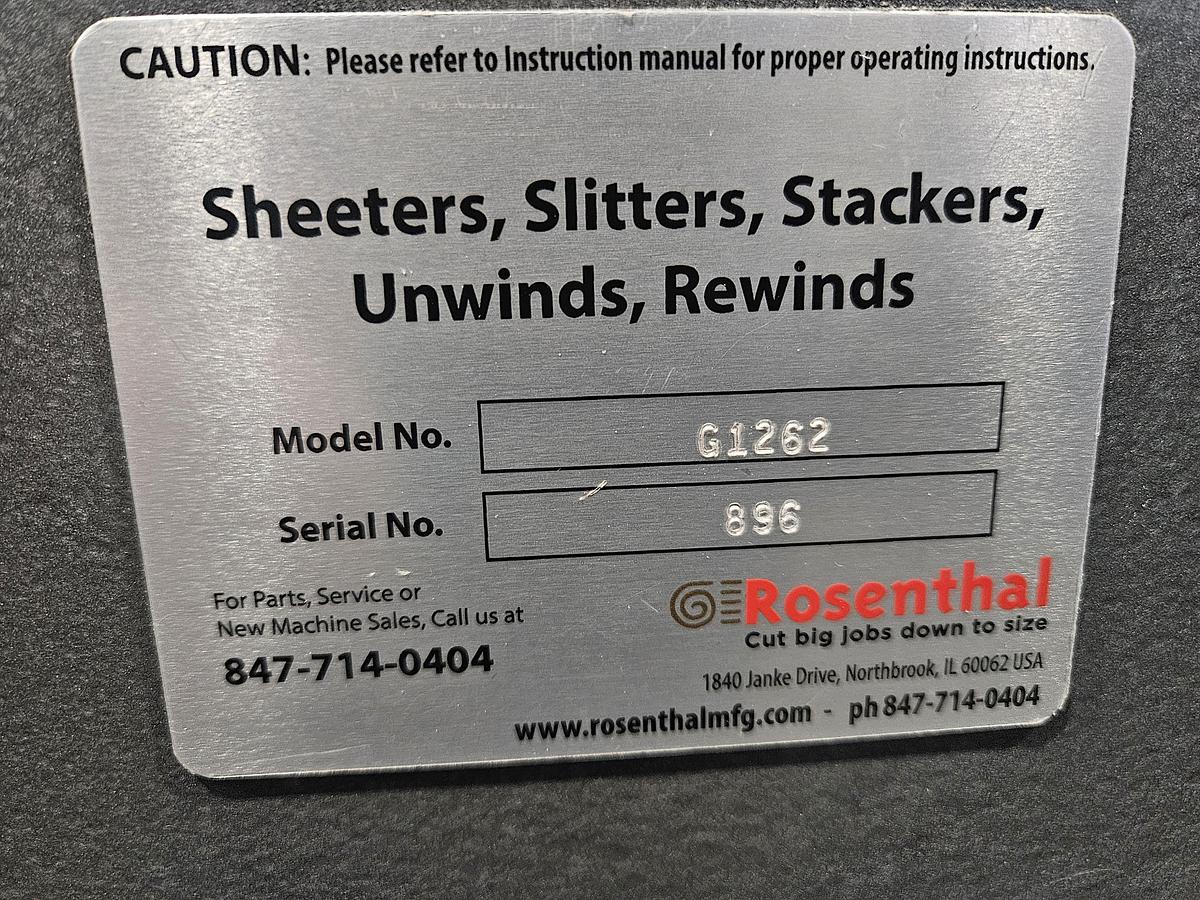 CAUTION: Please refer to Instruction manual for proper operating instructions.
Sheeters, Slitters, Stackers,
Unwinds, Rewinds
Model No. G1262
Serial No. 896
For Parts, Service or
New Machine Sales, Call us at
847-714-0404
Rosenthal
Cut big jobs down to size
1840 Janke Drive, Northbrook, IL 60062 USA
www.rosenthalmfg.com - ph 847-714-0404